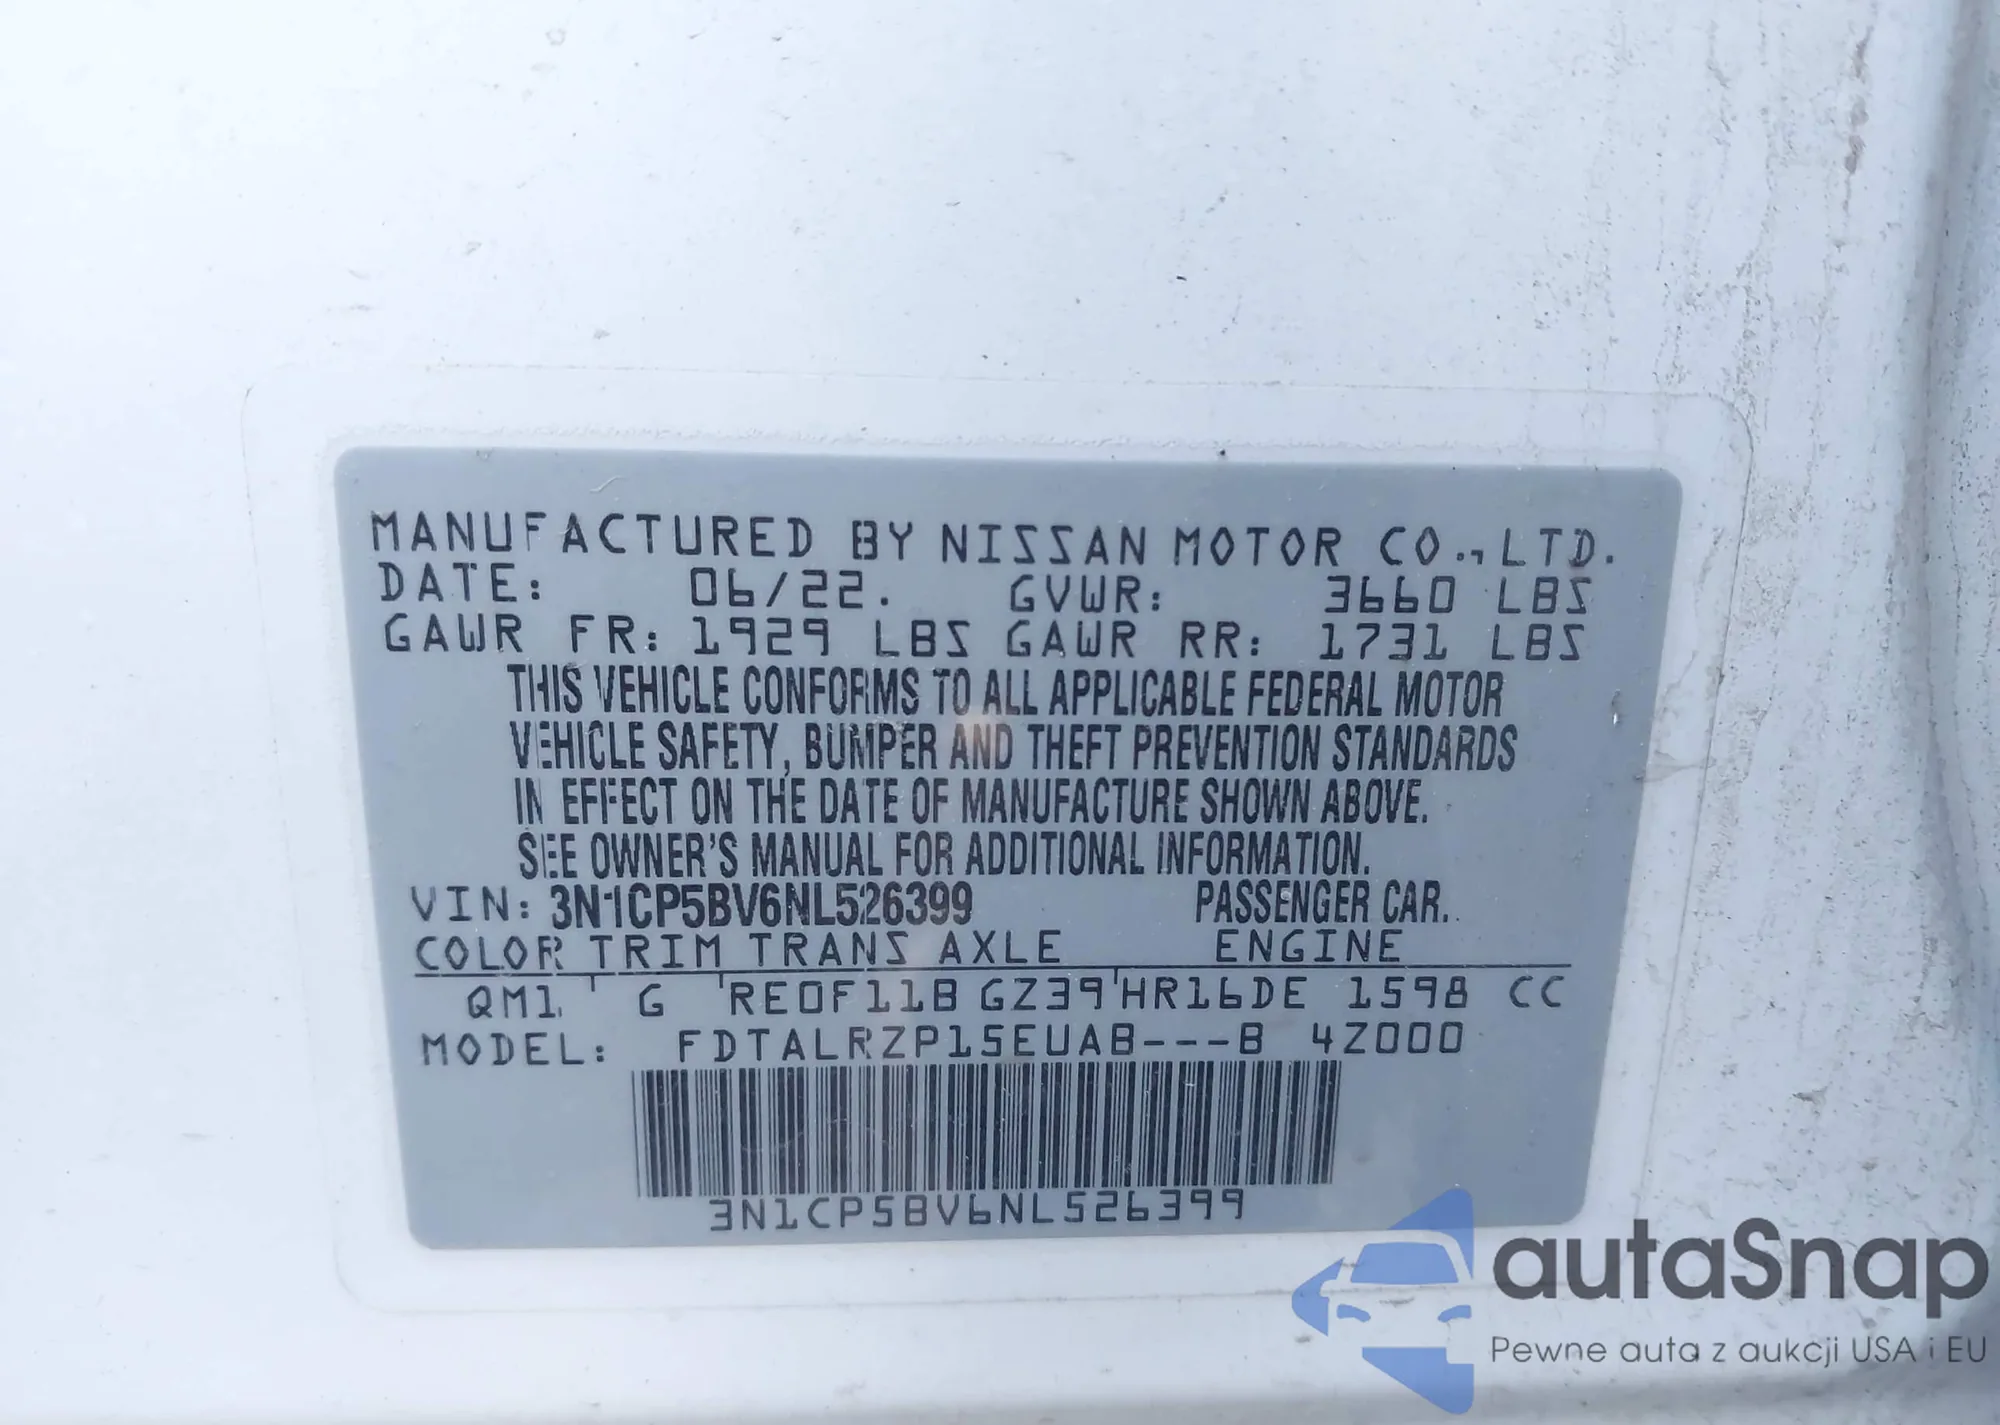 MANUFACTURED BY NISSAN MOTOR CO., LTD.
DATE: 06/22. GVWR: 3660 LBS
GAWR FR: 1929 LBS GAWR RR: 1731 LBS
THIS VEHICLE CONFORMS TO ALL APPLICABLE FEDERAL MOTOR
VEHICLE SAFETY, BUMPER AND THEFT PREVENTION STANDARDS
IN EFFECT ON THE DATE OF MANUFACTURE SHOWN ABOVE.
SEE OWNER'S MANUAL FOR ADDITIONAL INFORMATION.
VIN: 3N1CP5BV6NL526399 PASSENGER CAR.
COLOR TRIM TRANS AXLE ENGINE
QM1 G RE0F11B GZ39 HR16DE 1598 CC
MODEL: FDTALRZP15EUAB---B 4Z000
3N1CP5BV6NL526399
autaSnap
Pewne auta z aukcji USA i EU